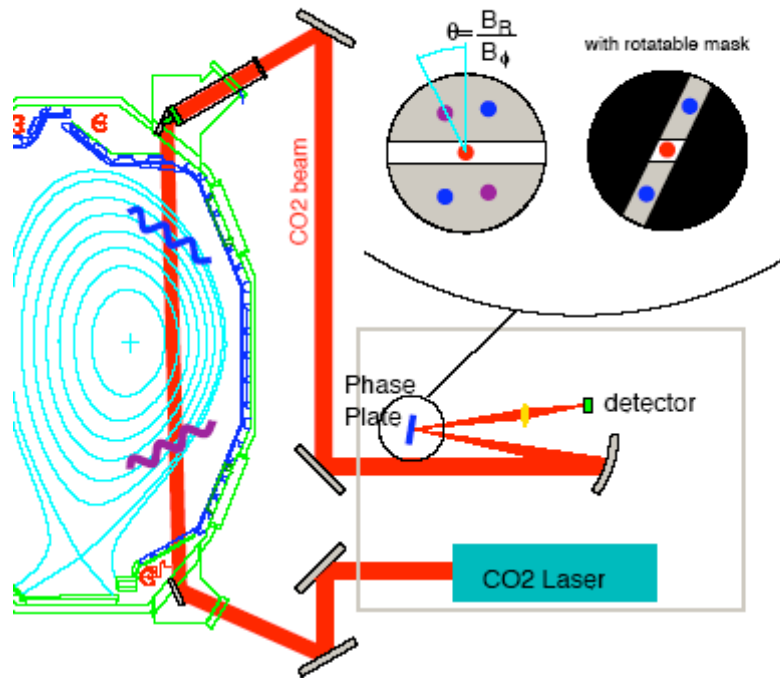 θ=B_R/B_ϕ
with rotatable mask
CO2 beam
Phase
Plate
detector
CO2 Laser